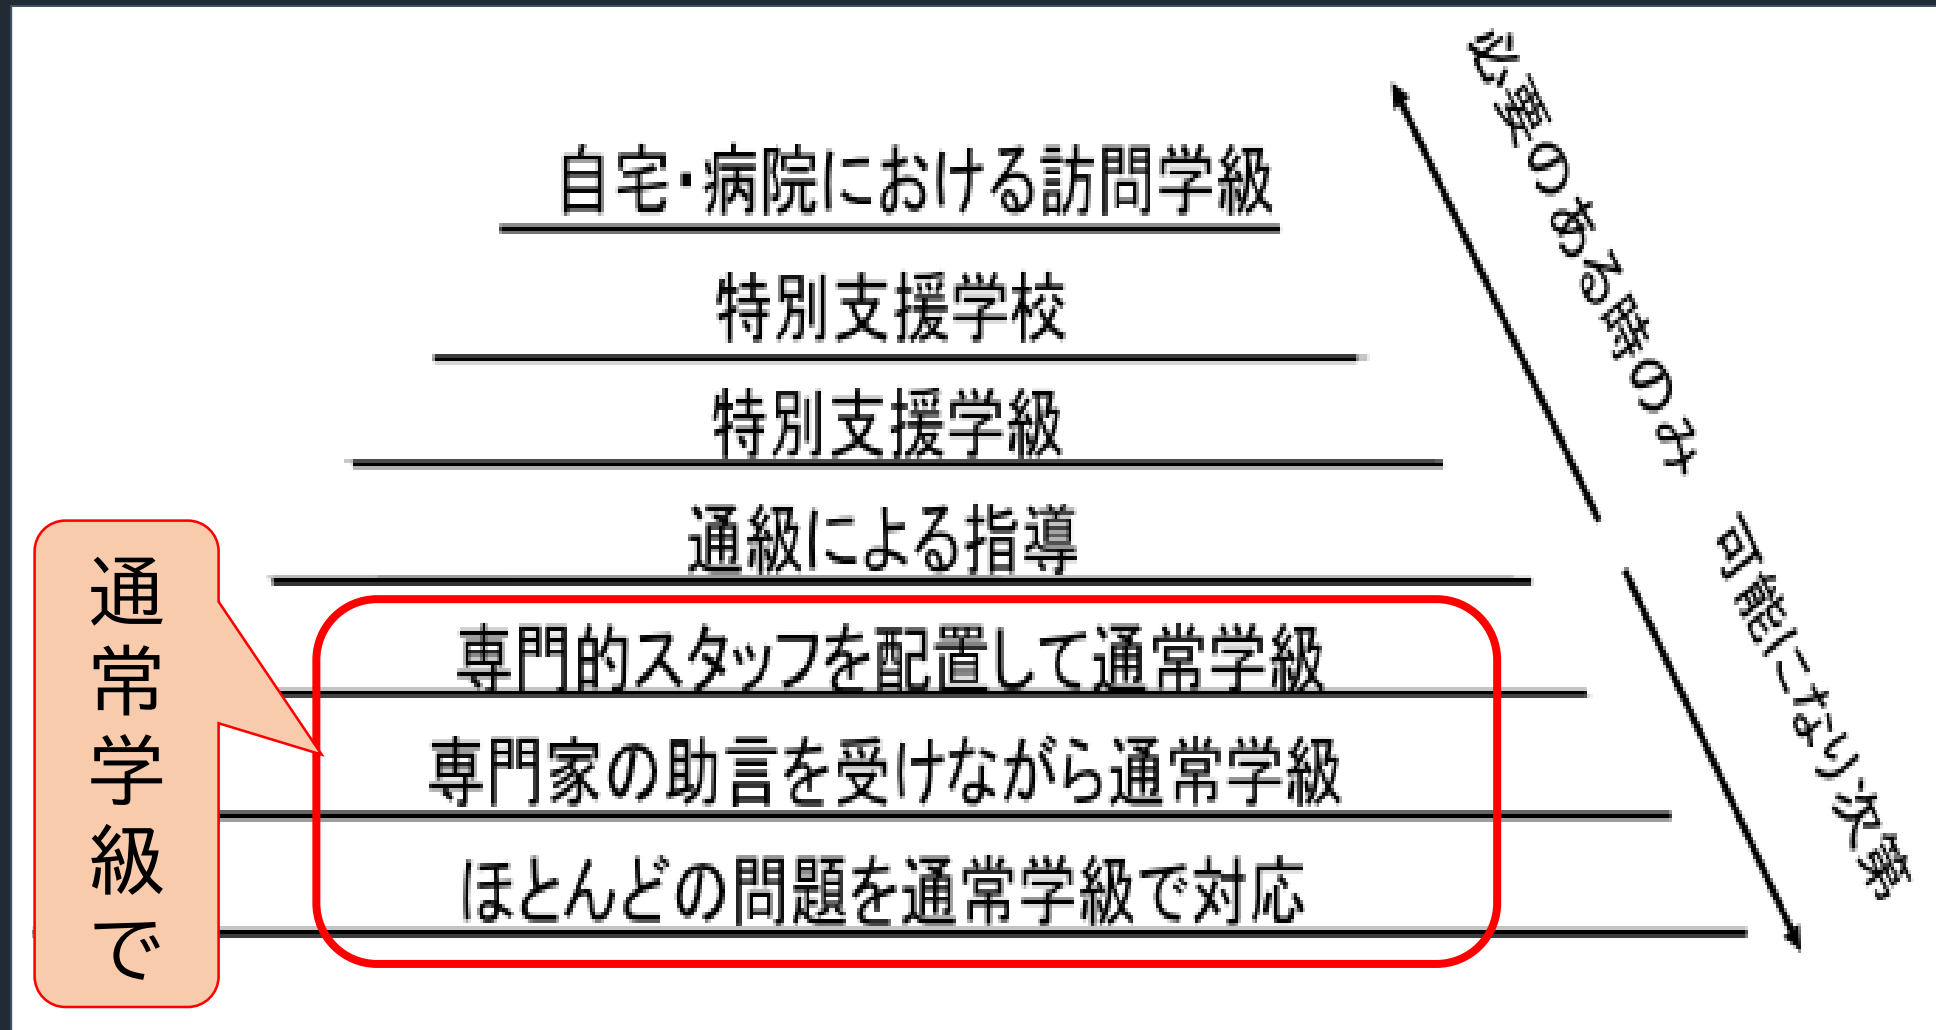 自宅・病院における訪問学級
特別支援学校
特別支援学級
通級による指導
専門的スタッフを配置して通常学級
専門家の助言を受けながら通常学級
ほとんどの問題を通常学級で対応
通常学級で
必要のある時のみ
可能になり次第